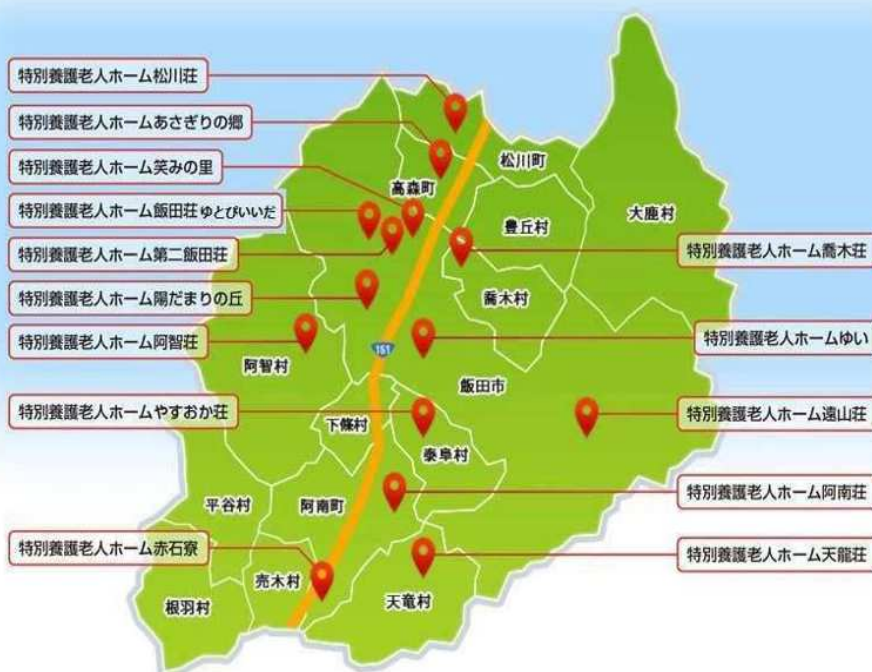 特別養護老人ホーム松川荘
特別養護老人ホームあさぎりの郷
特別養護老人ホーム笑みの里
特別養護老人ホーム飯田荘ゆとぴいいだ
特別養護老人ホーム第二飯田荘
特別養護老人ホーム陽だまりの丘
特別養護老人ホーム阿智荘
特別養護老人ホームやすおか荘
特別養護老人ホーム赤石寮
松川町
高森町
豊丘村
大鹿村
喬木村
151
阿智村
飯田市
下條村
泰阜村
平谷村
阿南町
売木村
根羽村
天竜村
特別養護老人ホーム喬木荘
特別養護老人ホームゆい
特別養護老人ホーム遠山荘
特別養護老人ホーム阿南荘
特別養護老人ホーム天龍荘